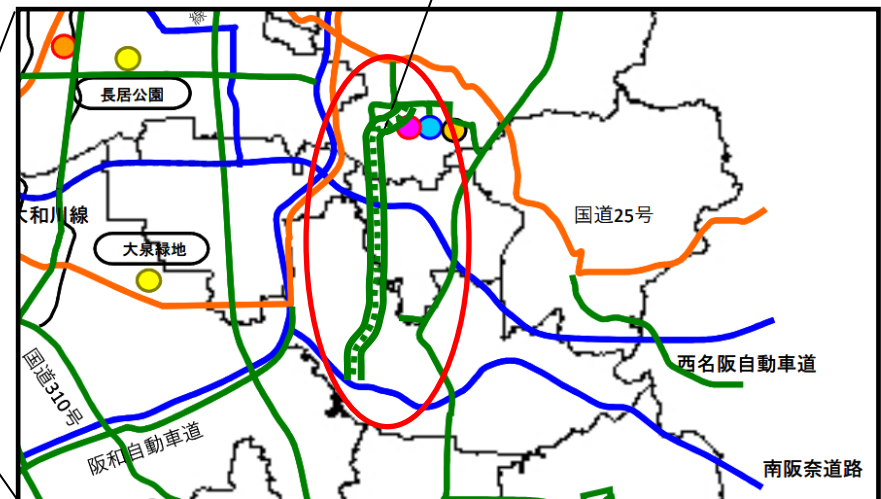 線
長居公園
大和川線
国道25号
大泉緑地
国道310号
西名阪自動車道
阪和自動車道
南阪奈道路